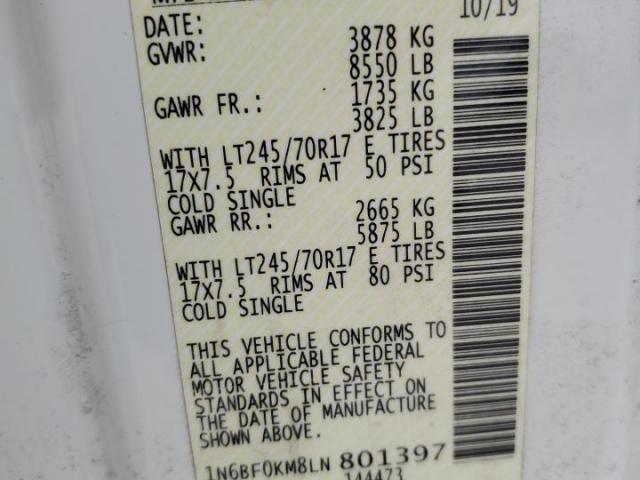 10/19
DATE:
GVWR: 3878 KG
8550 LB
GAWR FR.: 1735 KG
3825 LB
WITH LT245/70R17 E TIRES
17X7.5 RIMS AT 50 PSI
COLD SINGLE
GAWR RR.: 2665 KG
5875 LB
WITH LT245/70R17 E TIRES
17X7.5 RIMS AT 80 PSI
COLD SINGLE
THIS VEHICLE CONFORMS TO
ALL APPLICABLE FEDERAL
MOTOR VEHICLE SAFETY
STANDARDS IN EFFECT ON
THE DATE OF MANUFACTURE
SHOWN ABOVE.
1N6BF0KM8LN 801397
144473